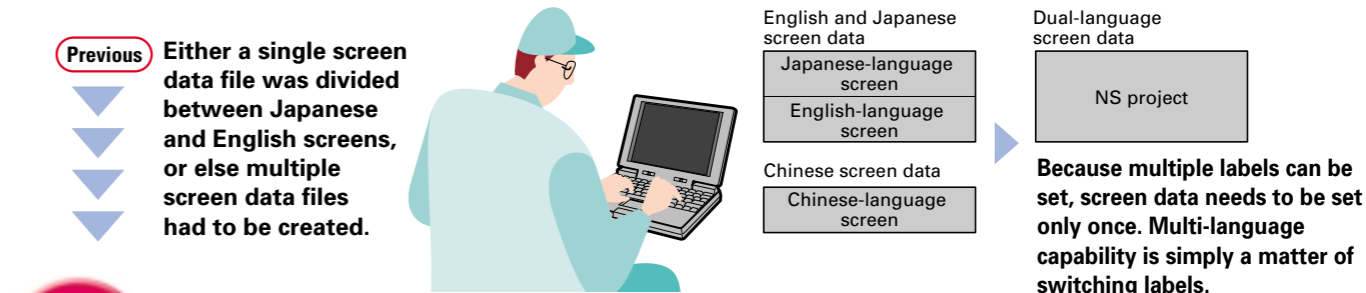 Previous
Either a single screen
data file was divided
between Japanese
and English screens,
or else multiple
screen data files
had to be created.
English and Japanese
screen data
Japanese-language
screen
English-language
screen
Chinese screen data
Chinese-language
screen
Dual-language
screen data
NS project
Because multiple labels can be
set, screen data needs to be set
only once. Multi-language
capability is simply a matter of
switching labels.